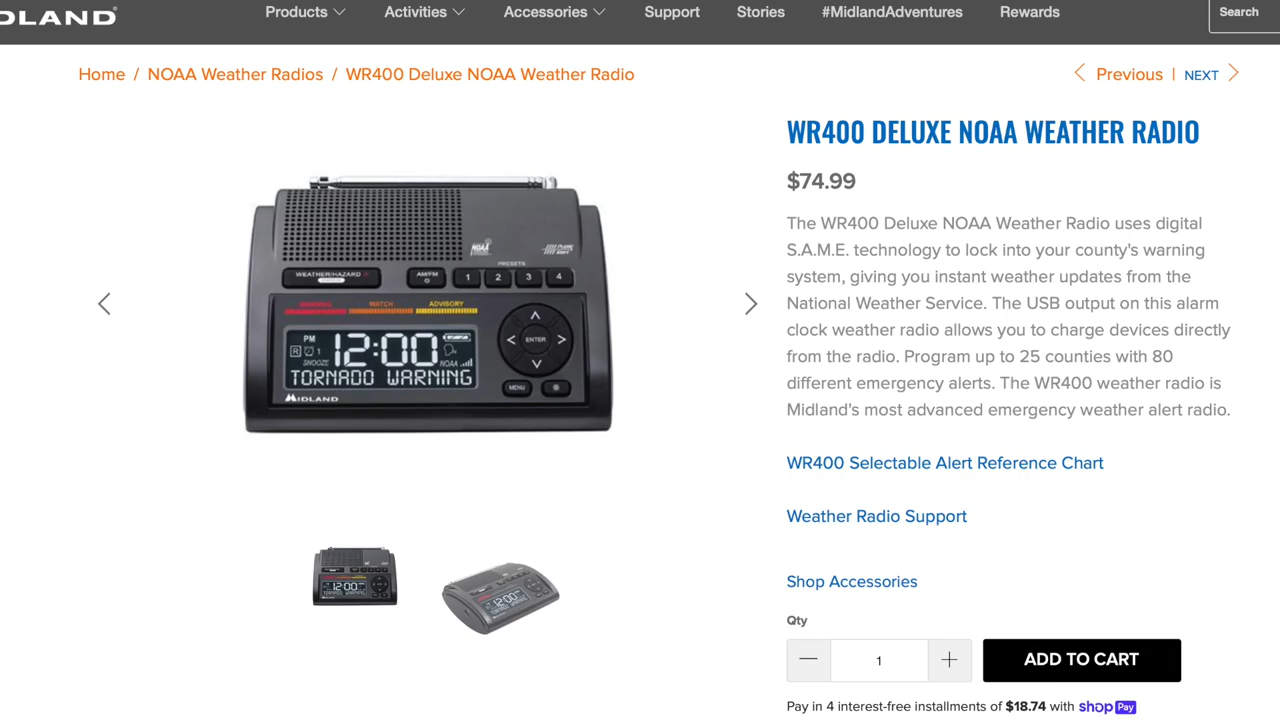 DLAND®
Products
Activities
Accessories
Support
Stories
#MidlandAdventures
Rewards
Search
Home / NOAA Weather Radios / WR400 Deluxe NOAA Weather Radio
Previous | NEXT
WR400 DELUXE NOAA WEATHER RADIO
$74.99
The WR400 Deluxe NOAA Weather Radio uses digital
S.A.M.E. technology to lock into your county's warning
system, giving you instant weather updates from the
National Weather Service. The USB output on this alarm
clock weather radio allows you to charge devices directly
from the radio. Program up to 25 counties with 80
different emergency alerts. The WR400 weather radio is
Midland's most advanced emergency weather alert radio.
WR400 Selectable Alert Reference Chart
Weather Radio Support
Shop Accessories
Qty
1
ADD TO CART
Pay in 4 interest-free installments of $18.74 with shop Pay
NOAA
PRESETS
WEATHER/HAZARD
AM/FM
1 2 3 4
WARNING WATCH ADVISORY
PM
12:00
R 1
SNOOZE
NOAA
TORNADO WARNING
MIDLAND
ENTER
MENU